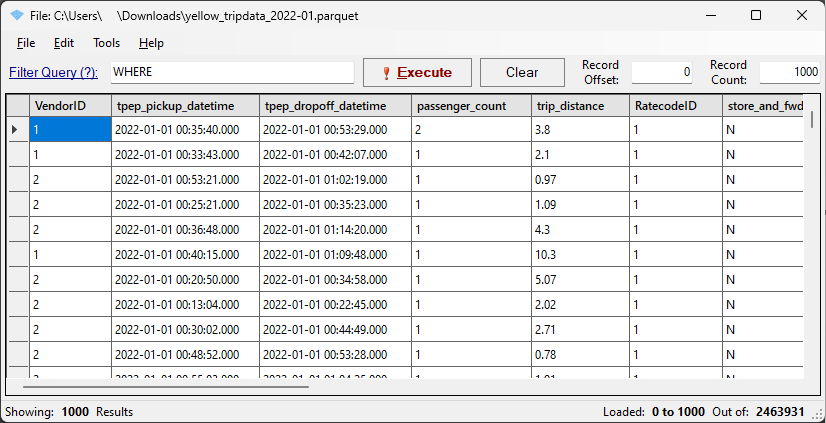 File: C:\Users\ \Downloads\yellow_tripdata_2022-01.parquet
File Edit Tools Help
Filter Query (?): WHERE Execute Clear Record Offset: 0 Record Count: 1000
VendorID tpep_pickup_datetime tpep_dropoff_datetime passenger_count trip_distance RatecodeID store_and_fwd
1 2022-01-01 00:35:40.000 2022-01-01 00:53:29.000 2 3.8 1 N
1 2022-01-01 00:33:43.000 2022-01-01 00:42:07.000 1 2.1 1 N
2 2022-01-01 00:53:21.000 2022-01-01 01:02:19.000 1 0.97 1 N
2 2022-01-01 00:25:21.000 2022-01-01 00:35:23.000 1 1.09 1 N
2 2022-01-01 00:36:48.000 2022-01-01 01:14:20.000 1 4.3 1 N
1 2022-01-01 00:40:15.000 2022-01-01 01:09:48.000 1 10.3 1 N
2 2022-01-01 00:20:50.000 2022-01-01 00:34:58.000 1 5.07 1 N
2 2022-01-01 00:13:04.000 2022-01-01 00:22:45.000 1 2.02 1 N
2 2022-01-01 00:30:02.000 2022-01-01 00:44:49.000 1 2.71 1 N
2 2022-01-01 00:48:52.000 2022-01-01 00:53:28.000 1 0.78 1 N
Showing: 1000 Results Loaded: 0 to 1000 Out of: 2463931